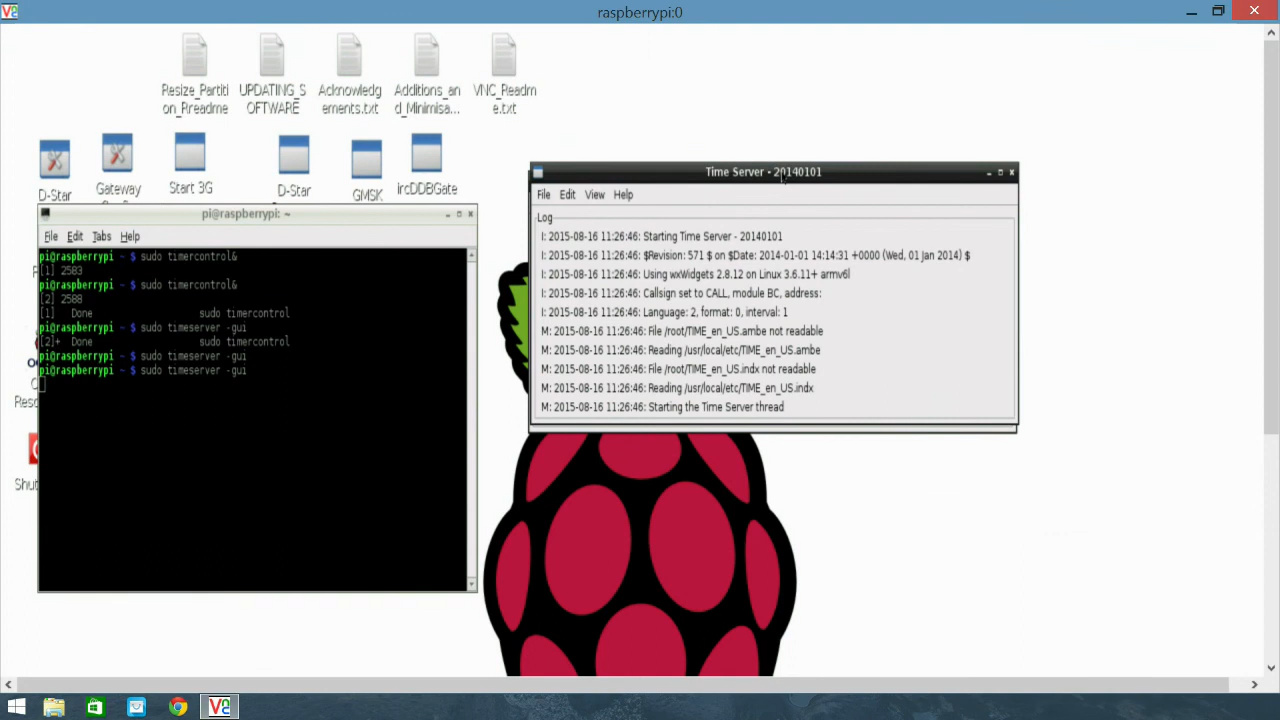 raspberrypi:0
Resize_Partiti
on_Rreadme
UPDATING_S
OFTWARE
Acknowledg
ements.txt
Additions_an
d_Minimisa...
VNC_Readm
e.txt
D-Star
Gateway
Start 3G
D-Star
GMSK
ircDDBGate
pi@raspberrypi: ~
File Edit Tabs Help
pi@raspberrypi ~ $ sudo timercontrol&
[1] 2583
pi@raspberrypi ~ $ sudo timercontrol&
[2] 2588
[1] Done sudo timercontrol
pi@raspberrypi ~ $ sudo timeserver -gui
[2]+ Done sudo timercontrol
pi@raspberrypi ~ $ sudo timeserver -gui
pi@raspberrypi ~ $ sudo timeserver -gui
Time Server - 20140101
File Edit View Help
Log
I: 2015-08-16 11:26:46: Starting Time Server - 20140101
I: 2015-08-16 11:26:46: $Revision: 571 $ on $Date: 2014-01-01 14:14:31 +0000 (Wed, 01 Jan 2014) $
I: 2015-08-16 11:26:46: Using wxWidgets 2.8.12 on Linux 3.6.11+ armv6l
I: 2015-08-16 11:26:46: Callsign set to CALL, module BC, address:
I: 2015-08-16 11:26:46: Language: 2, format: 0, interval: 1
M: 2015-08-16 11:26:46: File /root/TIME_en_US.ambe not readable
M: 2015-08-16 11:26:46: Reading /usr/local/etc/TIME_en_US.ambe
M: 2015-08-16 11:26:46: File /root/TIME_en_US.indx not readable
M: 2015-08-16 11:26:46: Reading /usr/local/etc/TIME_en_US.indx
M: 2015-08-16 11:26:46: Starting the Time Server thread